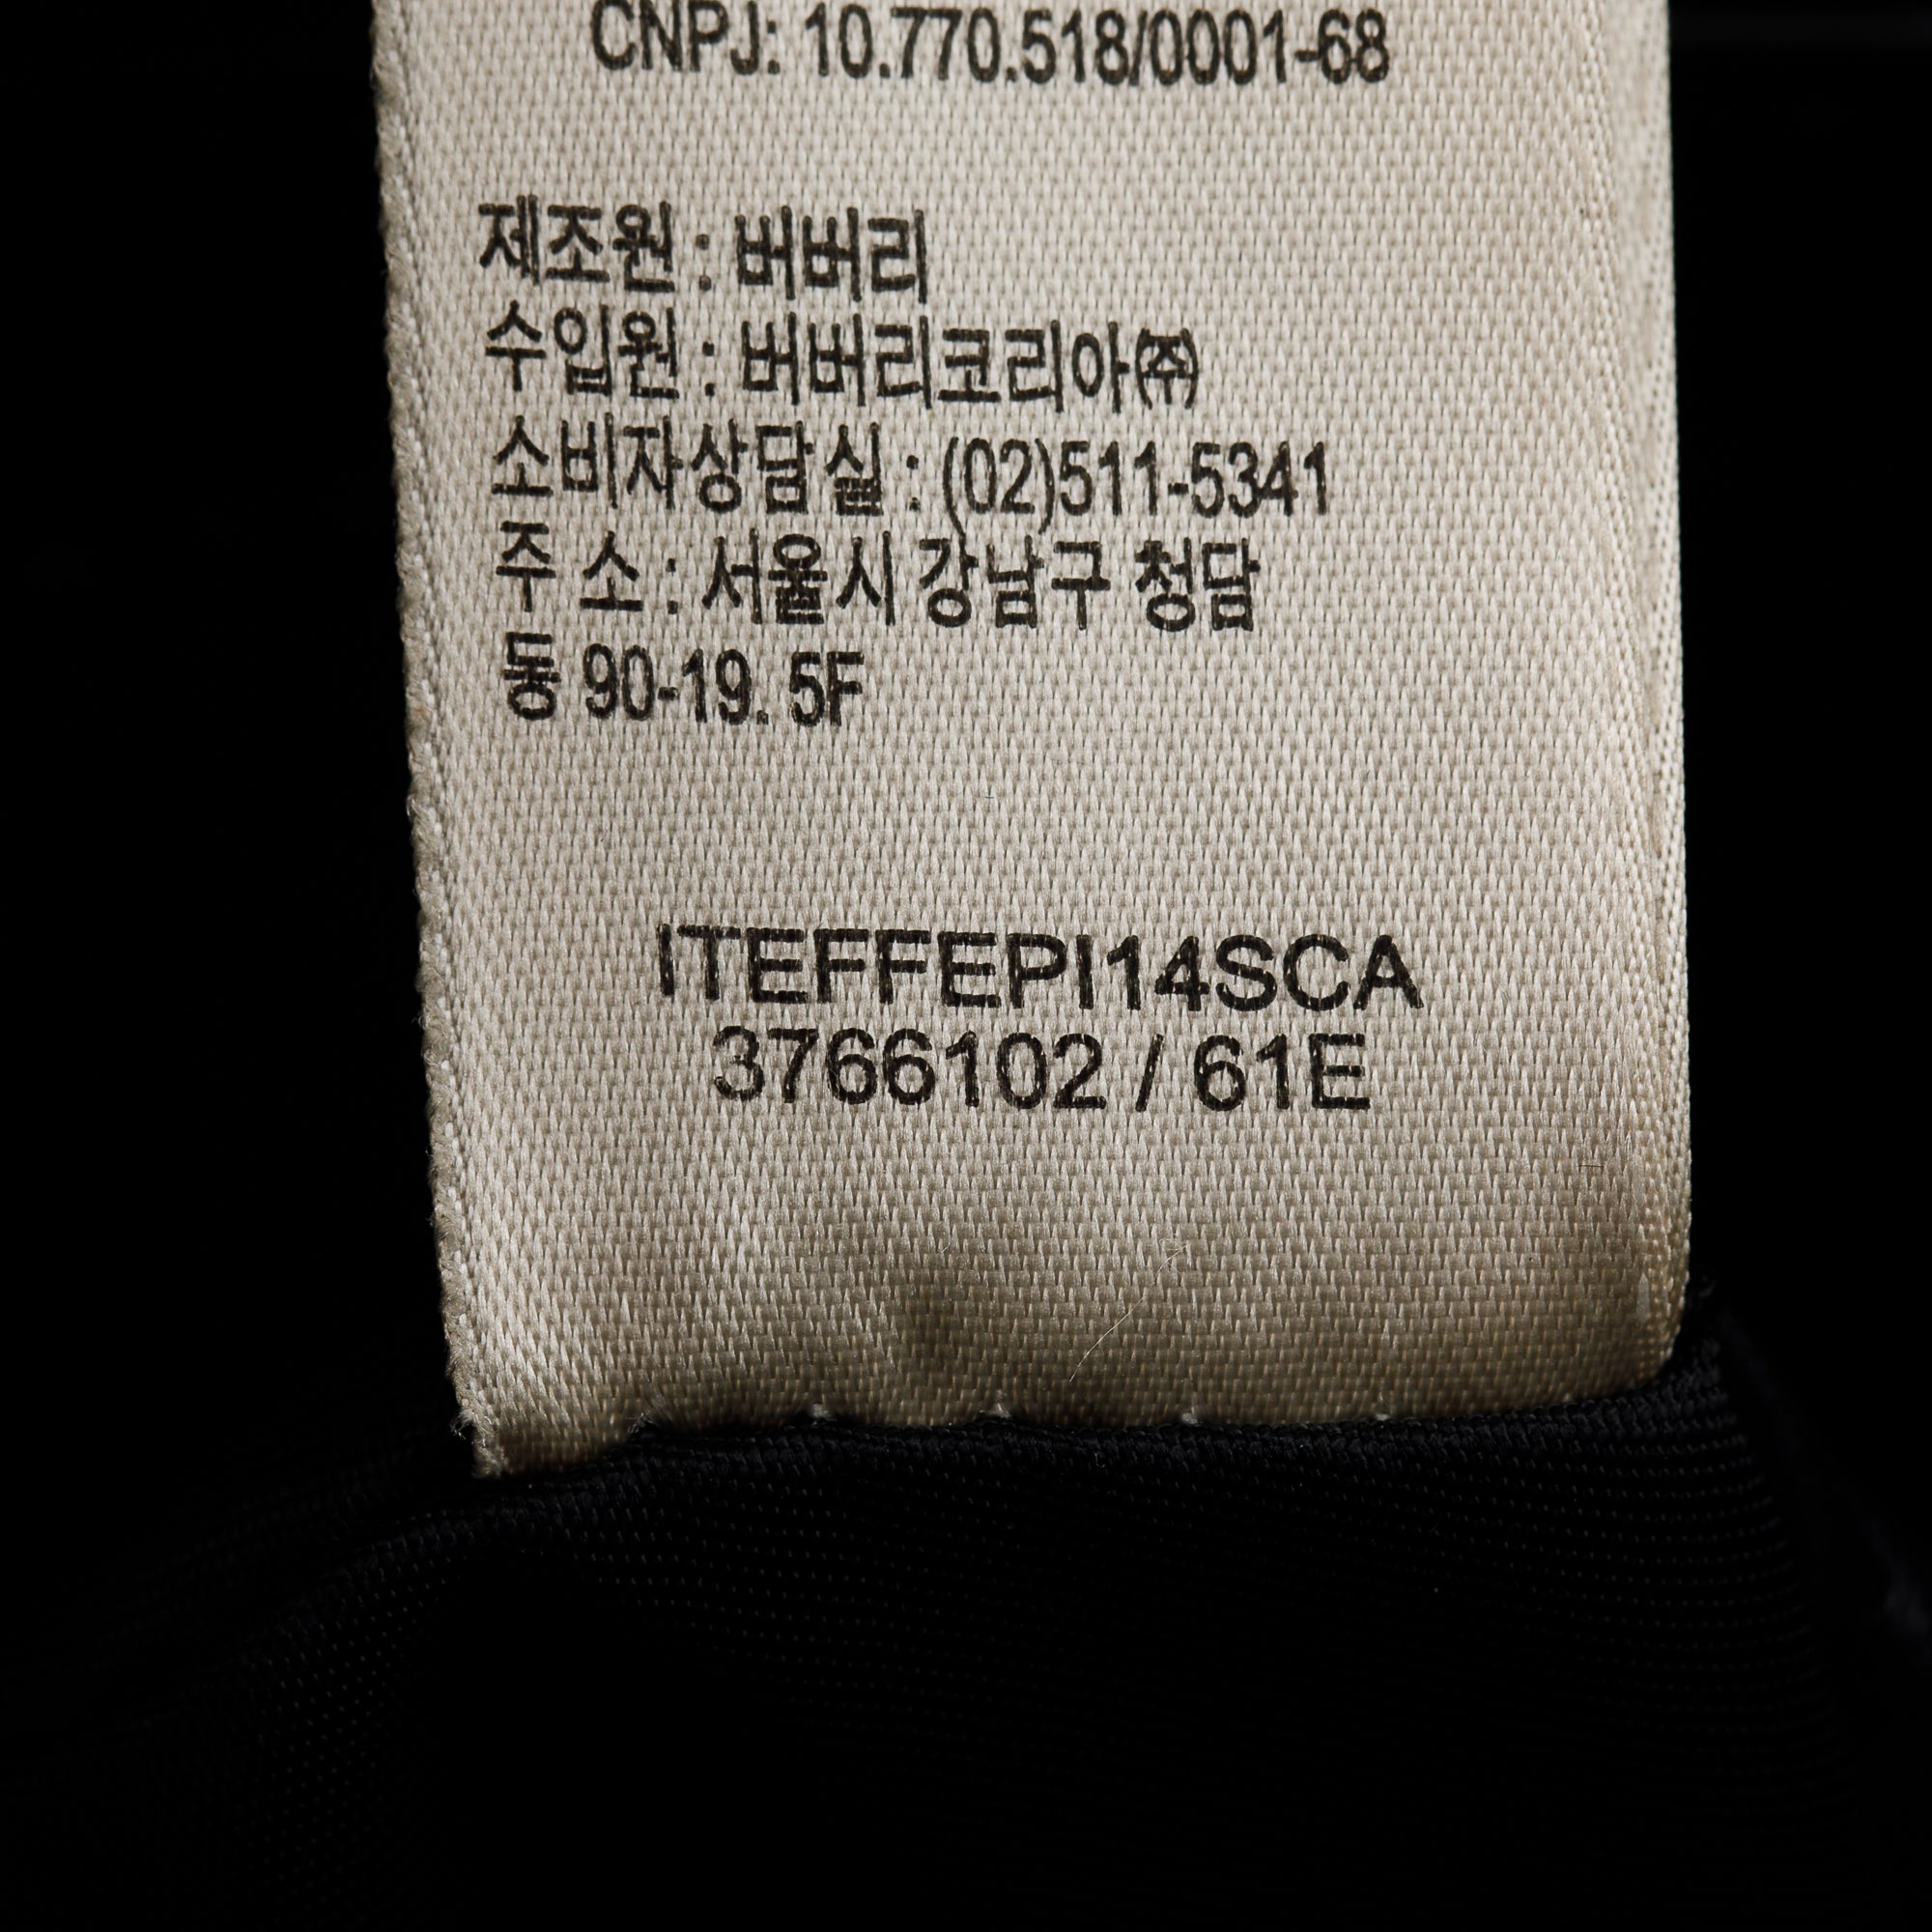 CNPJ: 10.770.518/0001-68
제조원 : 버버리
수입원 : 버버리코리아㈜
소비자상담실 : (02)511-5341
주 소 : 서울시 강남구 청담
동 90-19. 5F
ITEFFEPI14SCA
3766102 / 61E